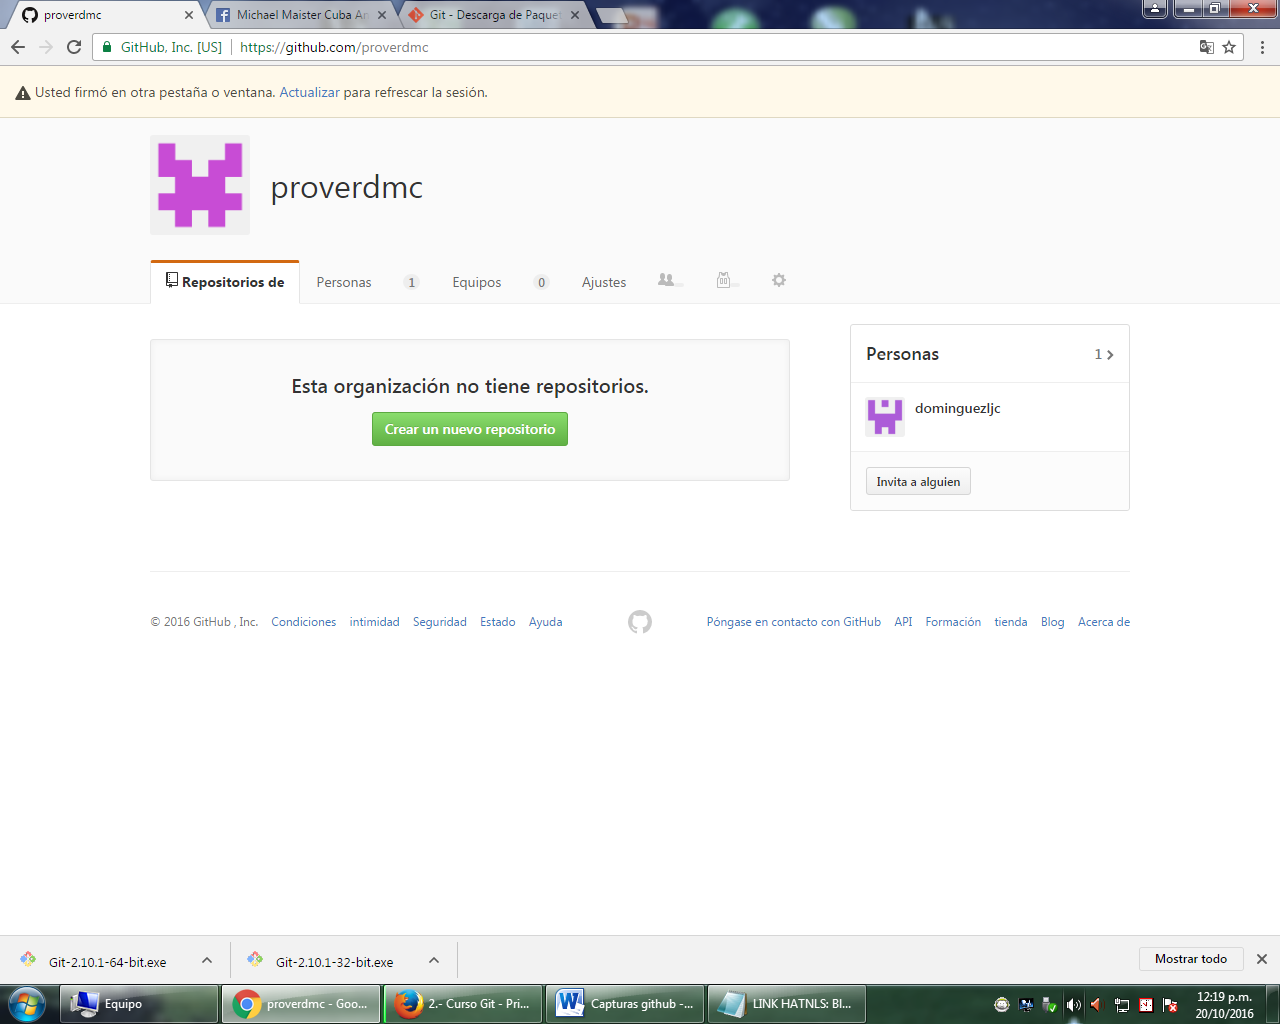 proverdmc
Michael Maister Cuba An
Git - Descarga de Paquet
GitHub, Inc. [US] https://github.com/proverdmc
Usted firmó en otra pestaña o ventana. Actualizar para refrescar la sesión.
proverdmc
Repositorios de Personas 1 Equipos 0 Ajustes
Esta organización no tiene repositorios.
Crear un nuevo repositorio
Personas 1
dominguezljc
Invita a alguien
© 2016 GitHub , Inc. Condiciones intimidad Seguridad Estado Ayuda
Póngase en contacto con GitHub API Formación tienda Blog Acerca de
Git-2.10.1-64-bit.exe
Git-2.10.1-32-bit.exe
Mostrar todo
Equipo
proverdmc - Goo...
2.- Curso Git - Pri...
Capturas github -...
LINK HATNLS: Bl...
12:19 p.m.
20/10/2016